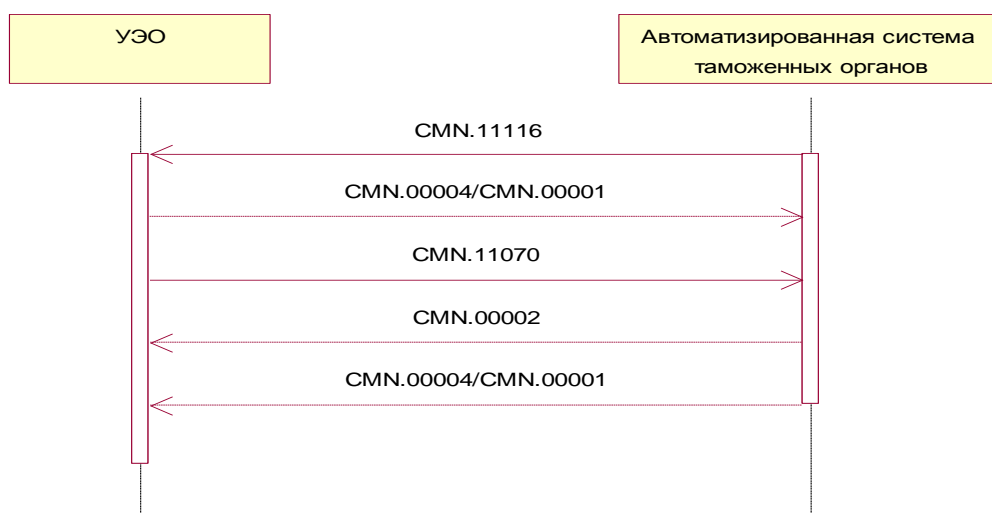 УЭО
Автоматизированная система
таможенных органов
CMN.11116
CMN.00004/CMN.00001
CMN.11070
CMN.00002
CMN.00004/CMN.00001